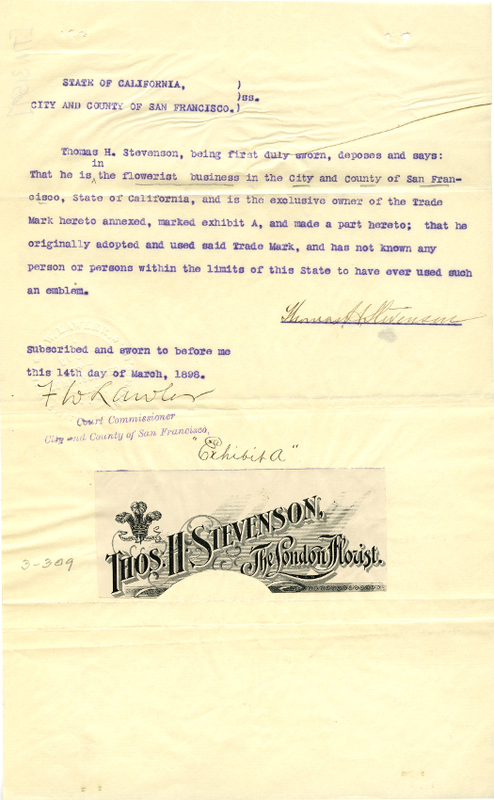 STATE OF CALIFORNIA, )
)ss.
CITY AND COUNTY OF SAN FRANCISCO.)
Thomas H. Stevenson, being first duly sworn, deposes and says:
in
That he is ^ the flowerist business in the City and County of San Fran-
cisco, State of California, and is the exclusive owner of the Trade
Mark hereto annexed, marked exhibit A, and made a part hereto; that he
originally adopted and used said Trade Mark, and has not known any
person or persons within the limits of this State to have ever used such
an emblem.
Thomas H Stevenson
Subscribed and sworn to before me
this 14th day of March, 1898.
F W Lawler
Court Commissioner
City and County of San Francisco.
"Exhibit A"
THOS. H. STEVENSON,
The London Florist.
3-309